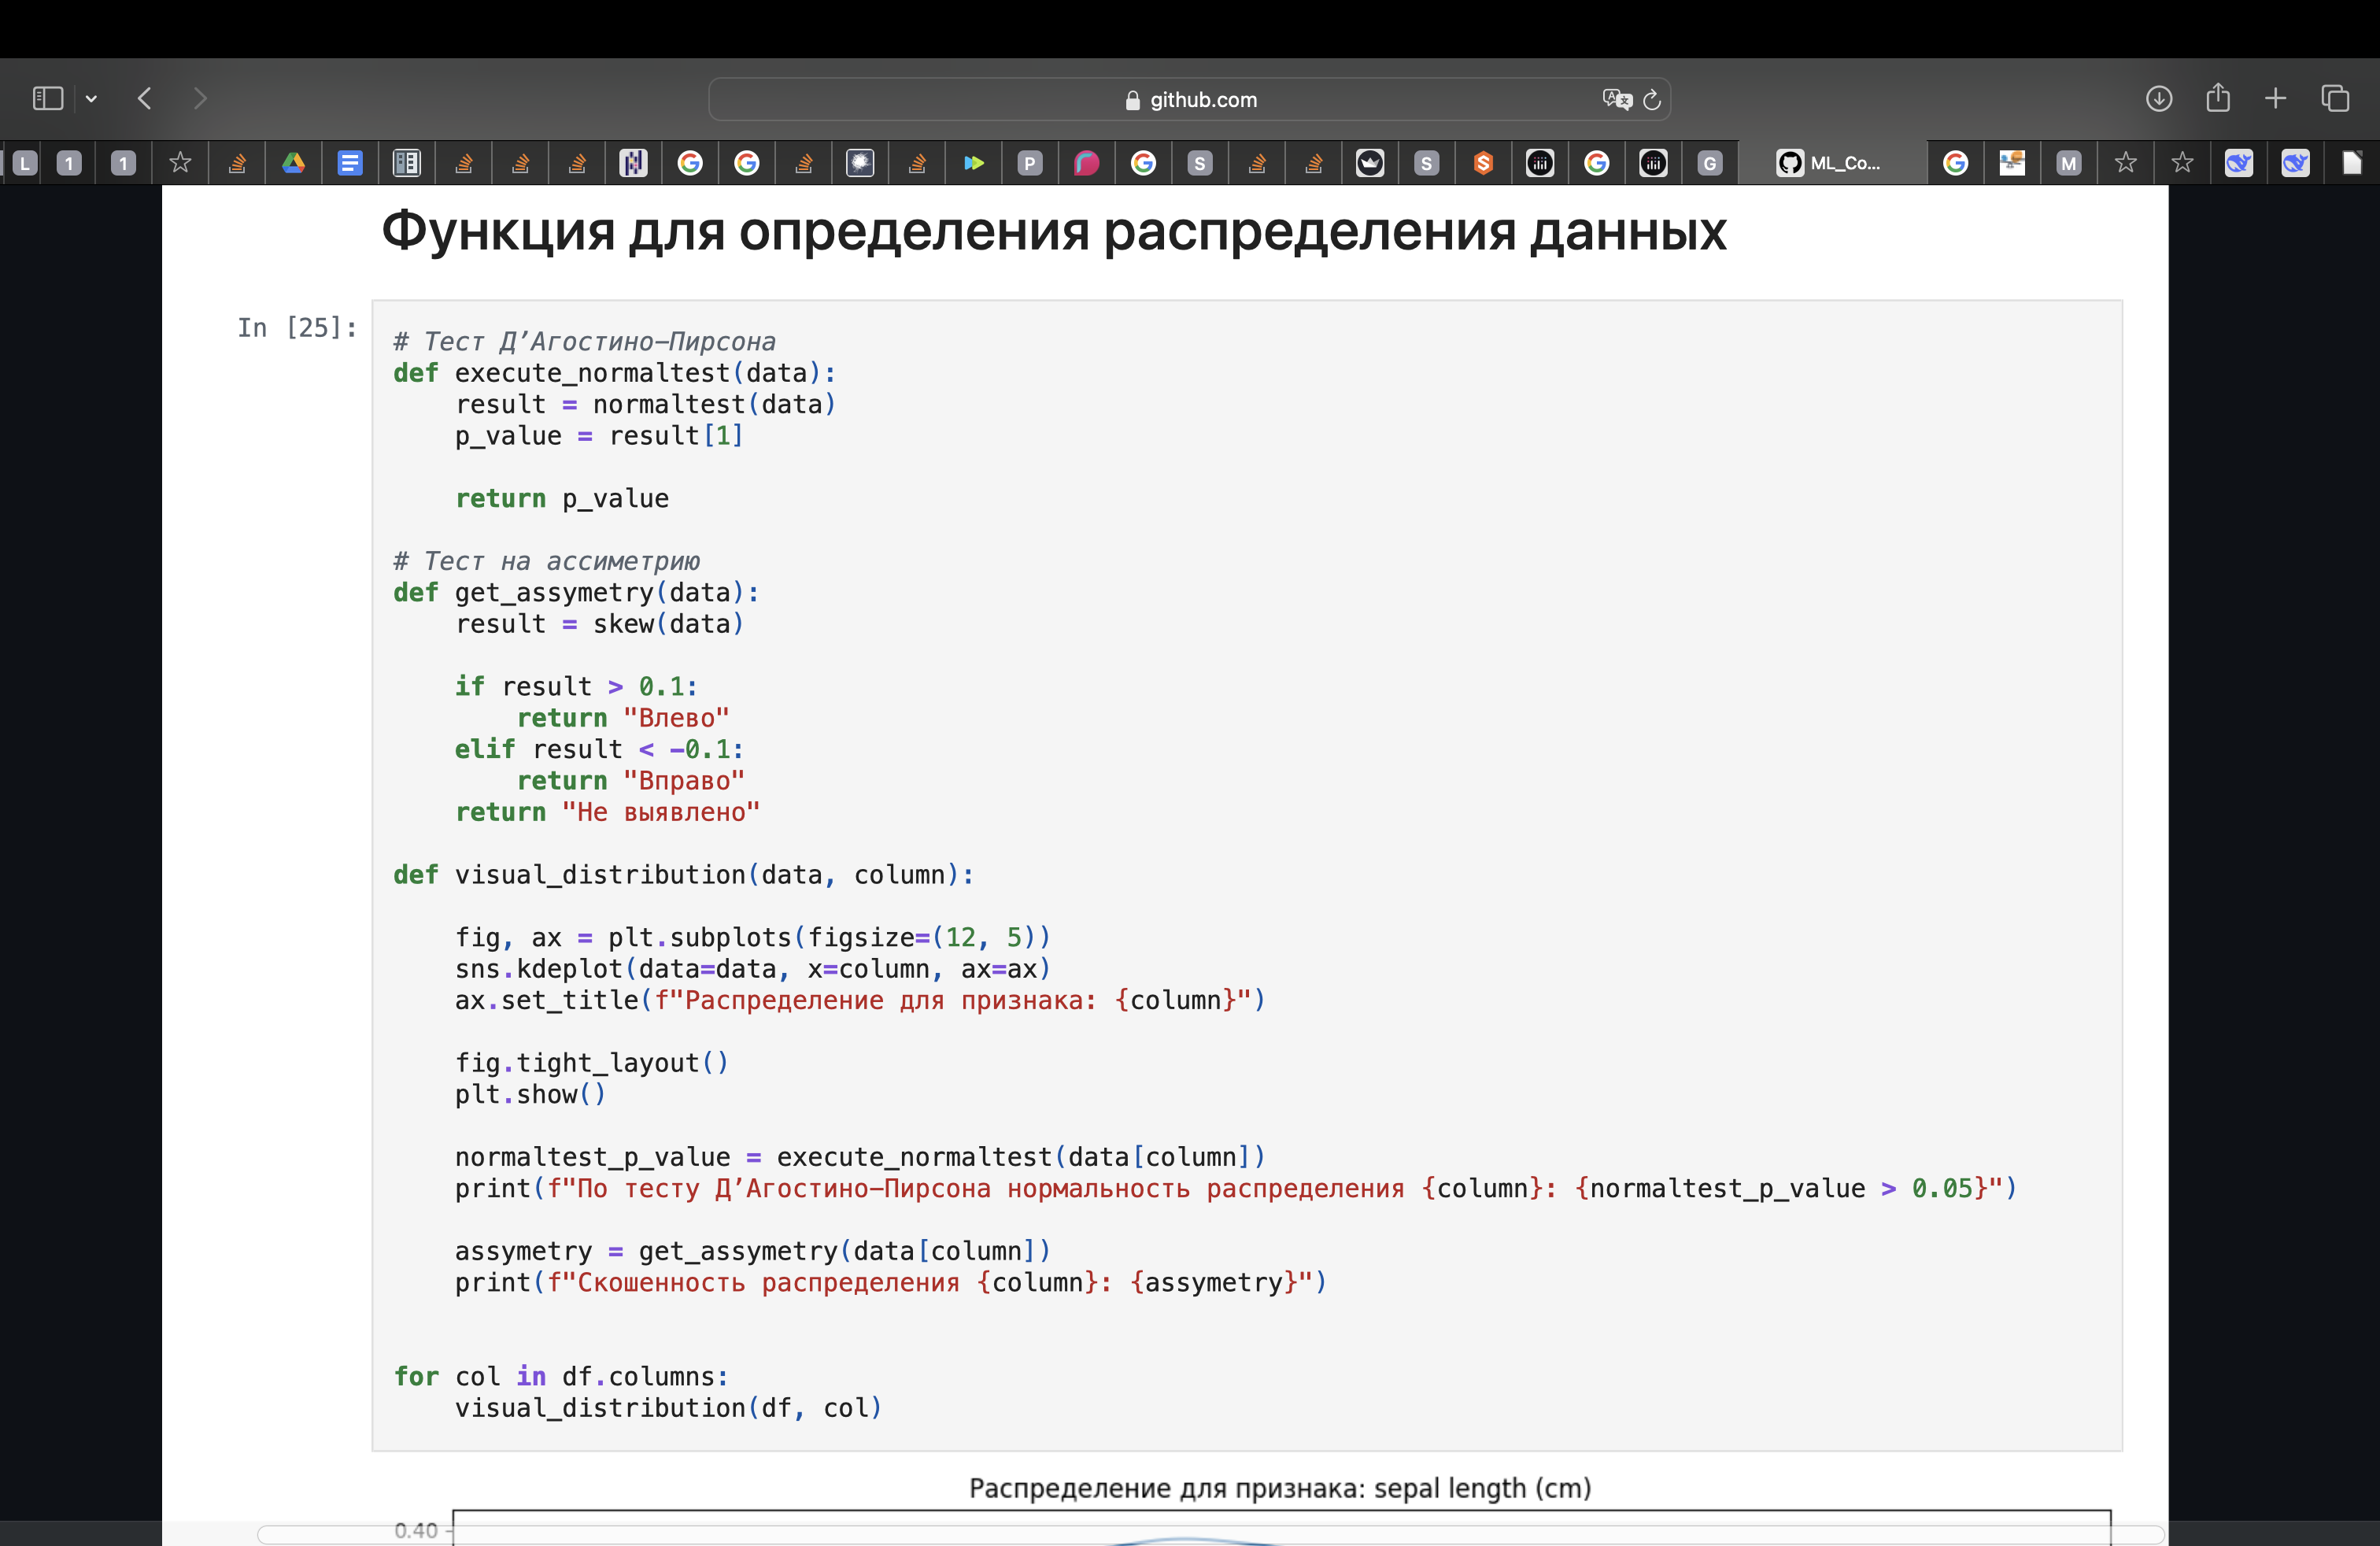 github.com
L
1
1
P
S
S
G
ML_Co...
M
Функция для определения распределения данных
In [25]:
# Тест Д’Агостино–Пирсона
def execute_normaltest(data):
    result = normaltest(data)
    p_value = result[1]
    return p_value
# Тест на ассиметрию
def get_assymetry(data):
    result = skew(data)
    if result > 0.1:
        return "Влево"
    elif result < -0.1:
        return "Вправо"
    return "Не выявлено"
def visual_distribution(data, column):
    fig, ax = plt.subplots(figsize=(12, 5))
    sns.kdeplot(data=data, x=column, ax=ax)
    ax.set_title(f"Распределение для признака: {column}")
    fig.tight_layout()
    plt.show()
    normaltest_p_value = execute_normaltest(data[column])
    print(f"По тесту Д’Агостино–Пирсона нормальность распределения {column}: {normaltest_p_value > 0.05}")
    assymetry = get_assymetry(data[column])
    print(f"Скошенность распределения {column}: {assymetry}")
for col in df.columns:
    visual_distribution(df, col)
Распределение для признака: sepal length (cm)
0.40